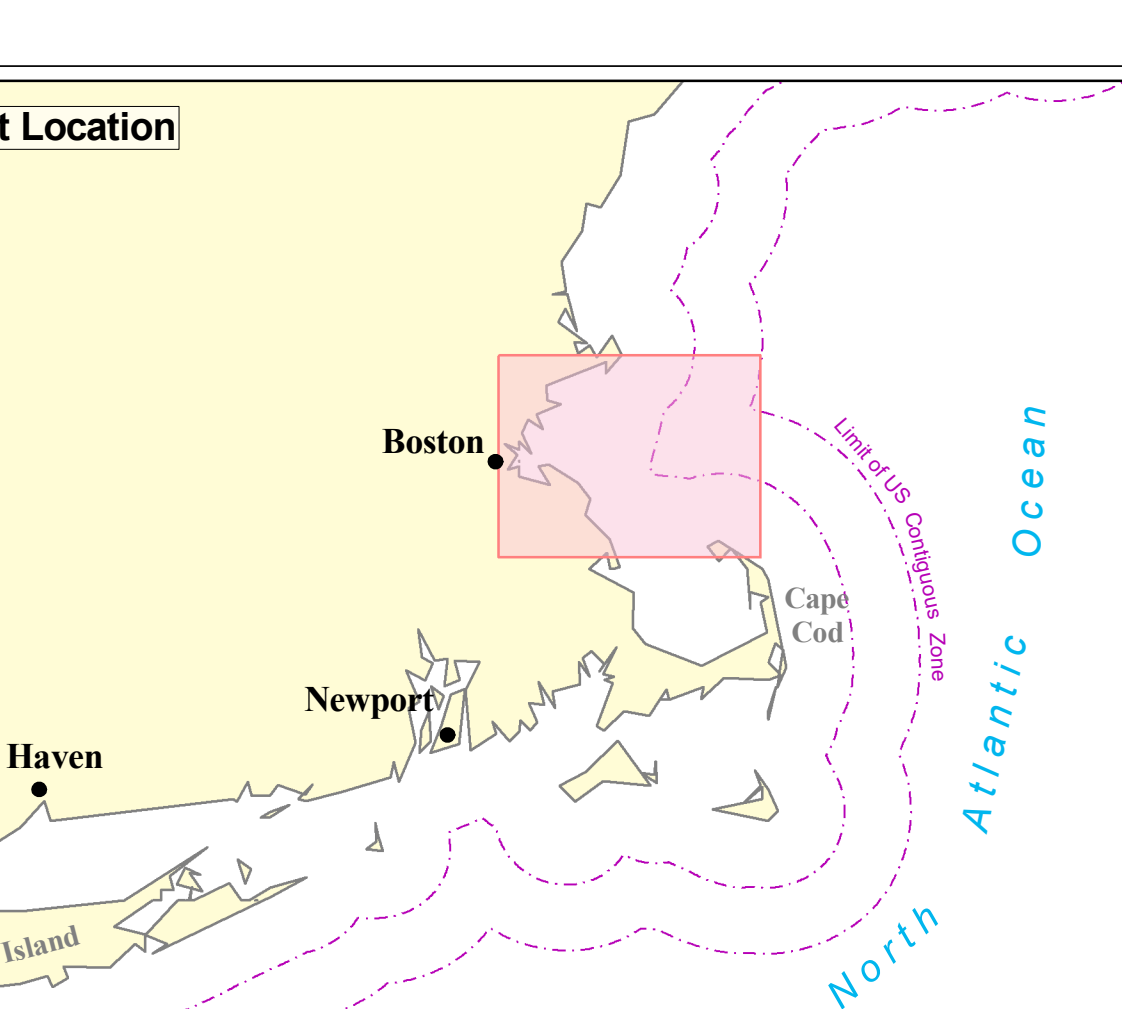 t Location
Boston
Limit of US Contiguous Zone
Cape
Cod
Newport
Haven
Island
North Atlantic Ocean